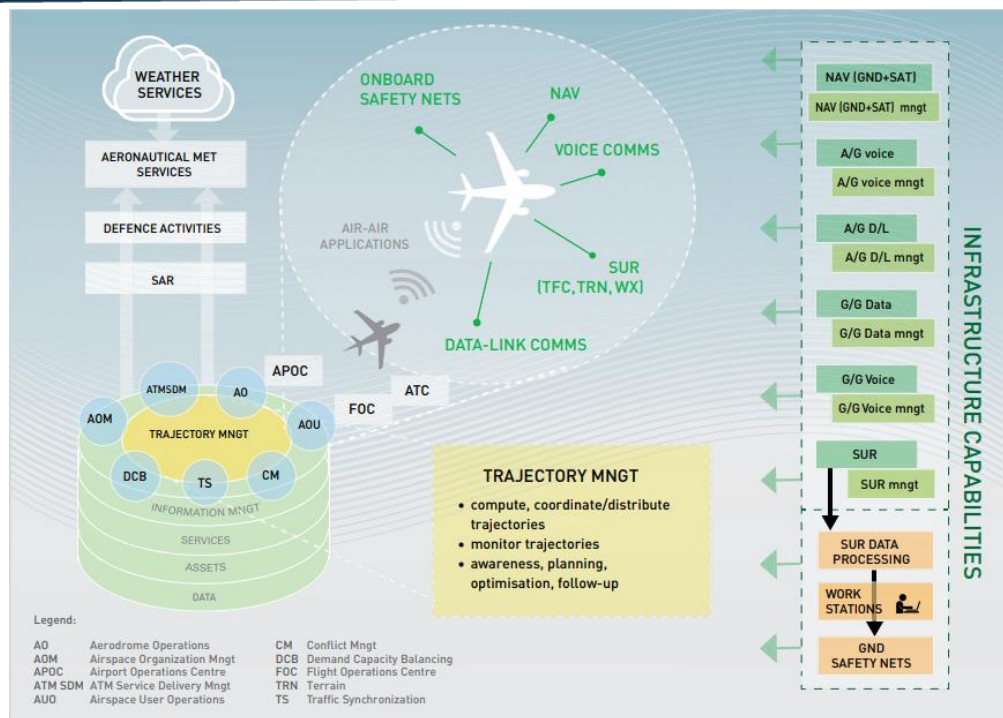 WEATHER
SERVICES
AERONAUTICAL MET
SERVICES
DEFENCE ACTIVITIES
SAR
ONBOARD
SAFETY NETS
NAV
VOICE COMMS
AIR-AIR
APPLICATIONS
SUR
(TFC, TRN, WX)
DATA-LINK COMMS
APOC
ATC
FOC
ATMSDM
AO
AOM
AOU
TRAJECTORY MNGT
DCB
TS
CM
INFORMATION MNGT
SERVICES
ASSETS
DATA
TRAJECTORY MNGT
• compute, coordinate/distribute
trajectories
• monitor trajectories
• awareness, planning,
optimisation, follow-up
NAV (GND+SAT)
NAV (GND+SAT) mngt
A/G voice
A/G voice mngt
A/G D/L
A/G D/L mngt
G/G Data
G/G Data mngt
G/G Voice
G/G Voice mngt
SUR
SUR mngt
SUR DATA
PROCESSING
WORK
STATIONS
GND
SAFETY NETS
INFRASTRUCTURE CAPABILITIES
Legend:
AO Aerodrome Operations
AOM Airspace Organization Mngt
APOC Airport Operations Centre
ATM SDM ATM Service Delivery Mngt
AUO Airspace User Operations
CM Conflict Mngt
DCB Demand Capacity Balancing
FOC Flight Operations Centre
TRN Terrain
TS Traffic Synchronization